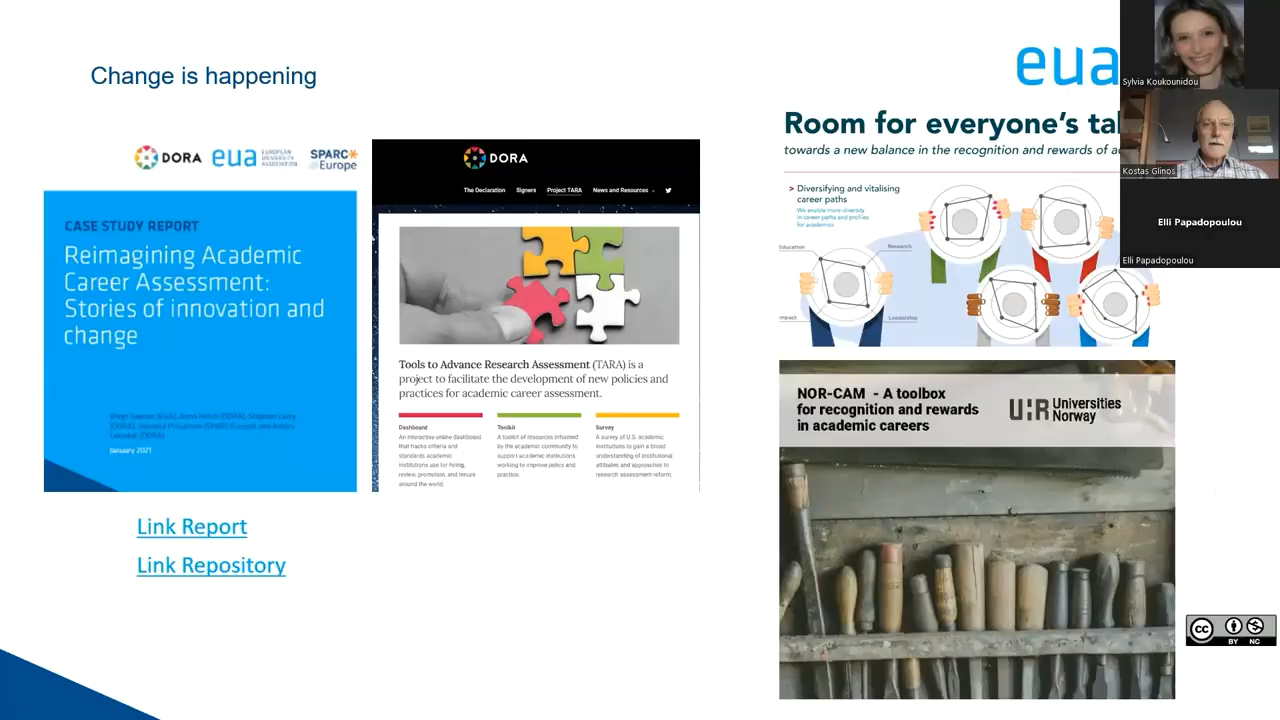 Change is happening
DORA
eua
EUROPEAN
UNIVERSITY
ASSOCIATION
SPARC
Europe
CASE STUDY REPORT
Reimagining Academic
Career Assessment:
Stories of innovation and
change
January 2021
Link Report
Link Repository
DORA
The Declaration
Signers
Project TARA
News and Resources
Tools to Advance Research Assessment (TARA) is a
project to facilitate the development of new policies and
practices for academic career assessment.
Dashboard
An interactive online dashboard
that tracks criteria and
standards academic
institutions use for hiring,
review, promotion, and tenure
around the world.
Toolkit
A toolkit of resources informed
by the academic community to
support academic institutions
working to improve policy and
practice.
Survey
A survey of U.S. academic
institutions to gain a broad
understanding of institutional
attitudes and approaches to
research assessment reform.
eua
Room for everyone's ta
towards a new balance in the recognition and rewards of a
> Diversifying and vitalising
career paths
We enable more diversity
in career paths and profiles
for academics
Education
Research
Impact
Leadership
NOR-CAM - A toolbox
for recognition and rewards
in academic careers
UHR Universities
Norway
Sylvia Koukounidou
Kostas Glinos
Elli Papadopoulou
Elli Papadopoulou
CC
BY NC